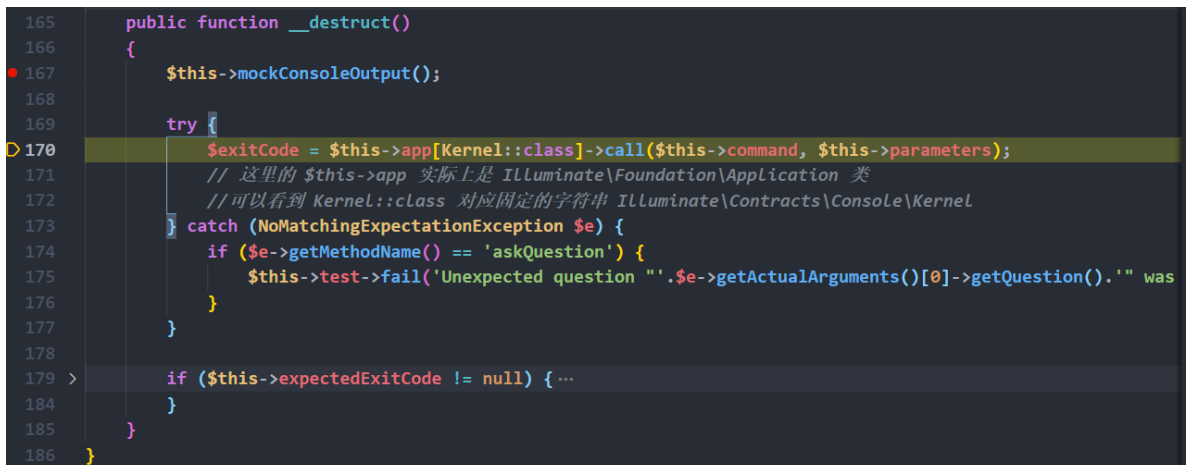 165 public function __destruct()
166 {
167 $this->mockConsoleOutput();
168
169 try {
170 $exitCode = $this->app[Kernel::class]->call($this->command, $this->parameters);
171 // 这里的 $this->app 实际上是 Illuminate\Foundation\Application 类
172 //可以看到 Kernel::class 对应固定的字符串 Illuminate\Contracts\Console\Kernel
173 } catch (NoMatchingExpectationException $e) {
174 if ($e->getMethodName() == 'askQuestion') {
175 $this->test->fail('Unexpected question "'.$e->getActualArguments()[0]->getQuestion().'" was
176 }
177 }
178
179 > if ($this->expectedExitCode != null) { ⋯
184 }
185 }
186 }